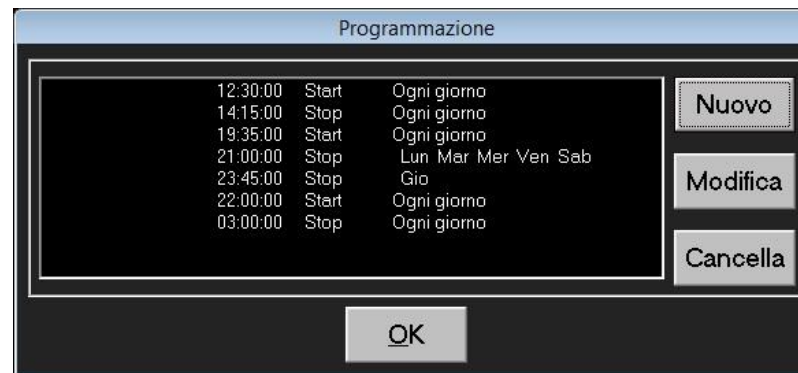 Programmazione
12:30:00 Start Ogni giorno
14:15:00 Stop Ogni giorno
19:35:00 Start Ogni giorno
21:00:00 Stop Lun Mar Mer Ven Sab
23:45:00 Stop Gio
22:00:00 Start Ogni giorno
03:00:00 Stop Ogni giorno
Nuovo
Modifica
Cancella
OK